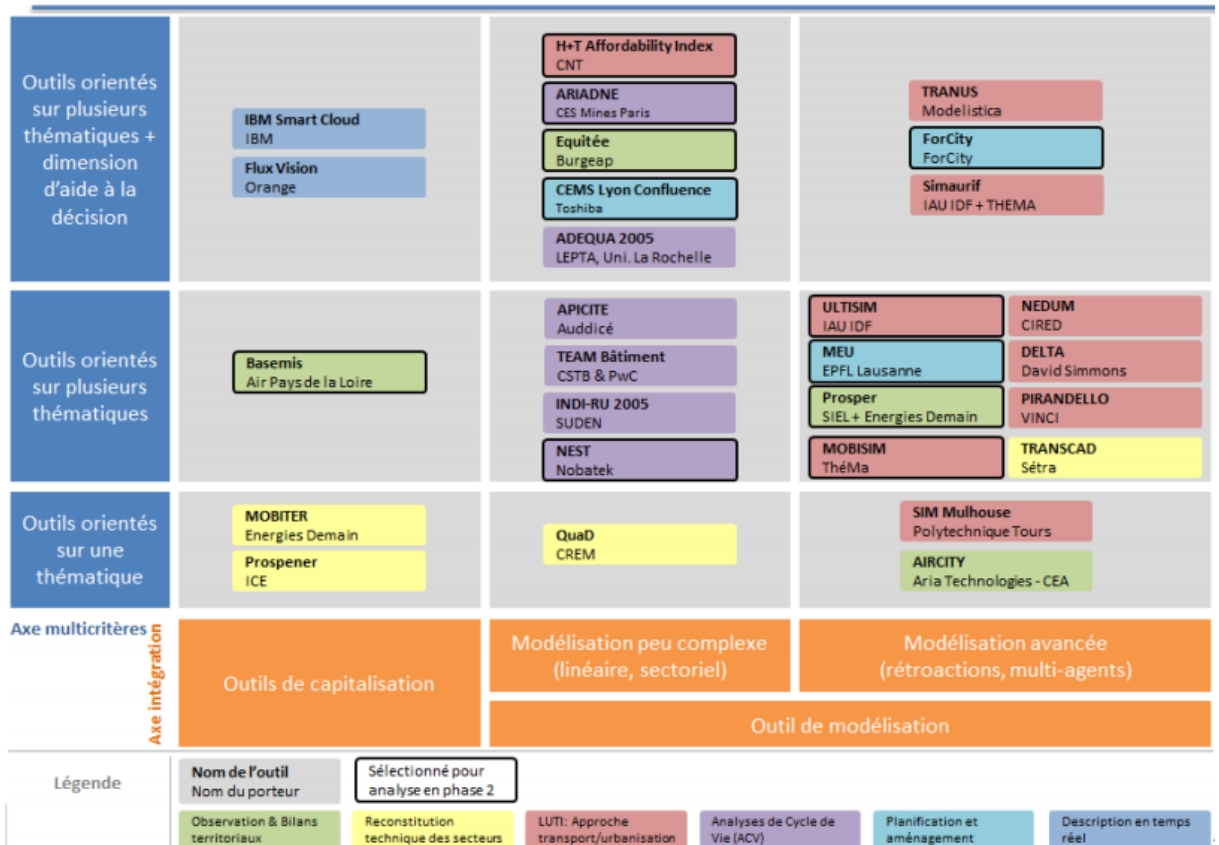 Outils orientés
sur plusieurs
thématiques +
dimension
d'aide à la
décision
IBM Smart Cloud
IBM
Flux Vision
Orange
H+T Affordability Index
CNT
ARIADNE
CES Mines Paris
Equitée
Burgeap
CEMS Lyon Confluence
Toshiba
ADEQUA 2005
LEPTA, Uni. La Rochelle
TRANUS
Modelistica
ForCity
ForCity
Simaurif
IAU IDF + THEMA
Outils orientés
sur plusieurs
thématiques
Basemis
Air Pays de la Loire
APICITE
Auddicé
TEAM Bâtiment
CSTB & PwC
INDI-RU 2005
SUDEN
NEST
Nobatek
ULTISIM
IAU IDF
MEU
EPFL Lausanne
Prosper
SIEL + Energies Demain
MOBISIM
ThéMa
NEDUM
CIRED
DELTA
David Simmons
PIRANDELLO
VINCI
TRANSCAD
Sétra
Outils orientés
sur une
thématique
MOBITER
Energies Demain
Prospener
ICE
QuaD
CREM
SIM Mulhouse
Polytechnique Tours
AIRCITY
Aria Technologies - CEA
Axe multicritères
Axe intégration
Outils de capitalisation
Modélisation peu complexe
(linéaire, sectoriel)
Modélisation avancée
(rétroactions, multi-agents)
Outil de modélisation
Légende
Nom de l'outil
Nom du porteur
Sélectionné pour
analyse en phase 2
Observation & Bilans
territoriaux
Reconstitution
technique des secteurs
LUTI: Approche
transport/urbanisation
Analyses de Cycle de
Vie (ACV)
Planification et
aménagement
Description en temps
réel